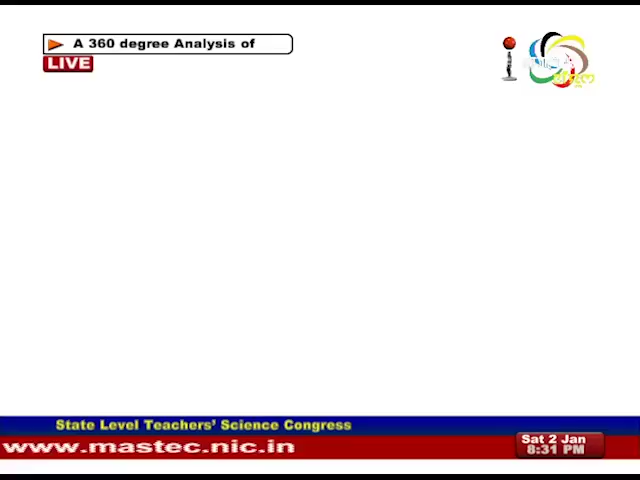 A 360 degree Analysis of
LIVE
State Level Teachers' Science Congress
www.mastec.nic.in
Sat 2 Jan
8:31 PM